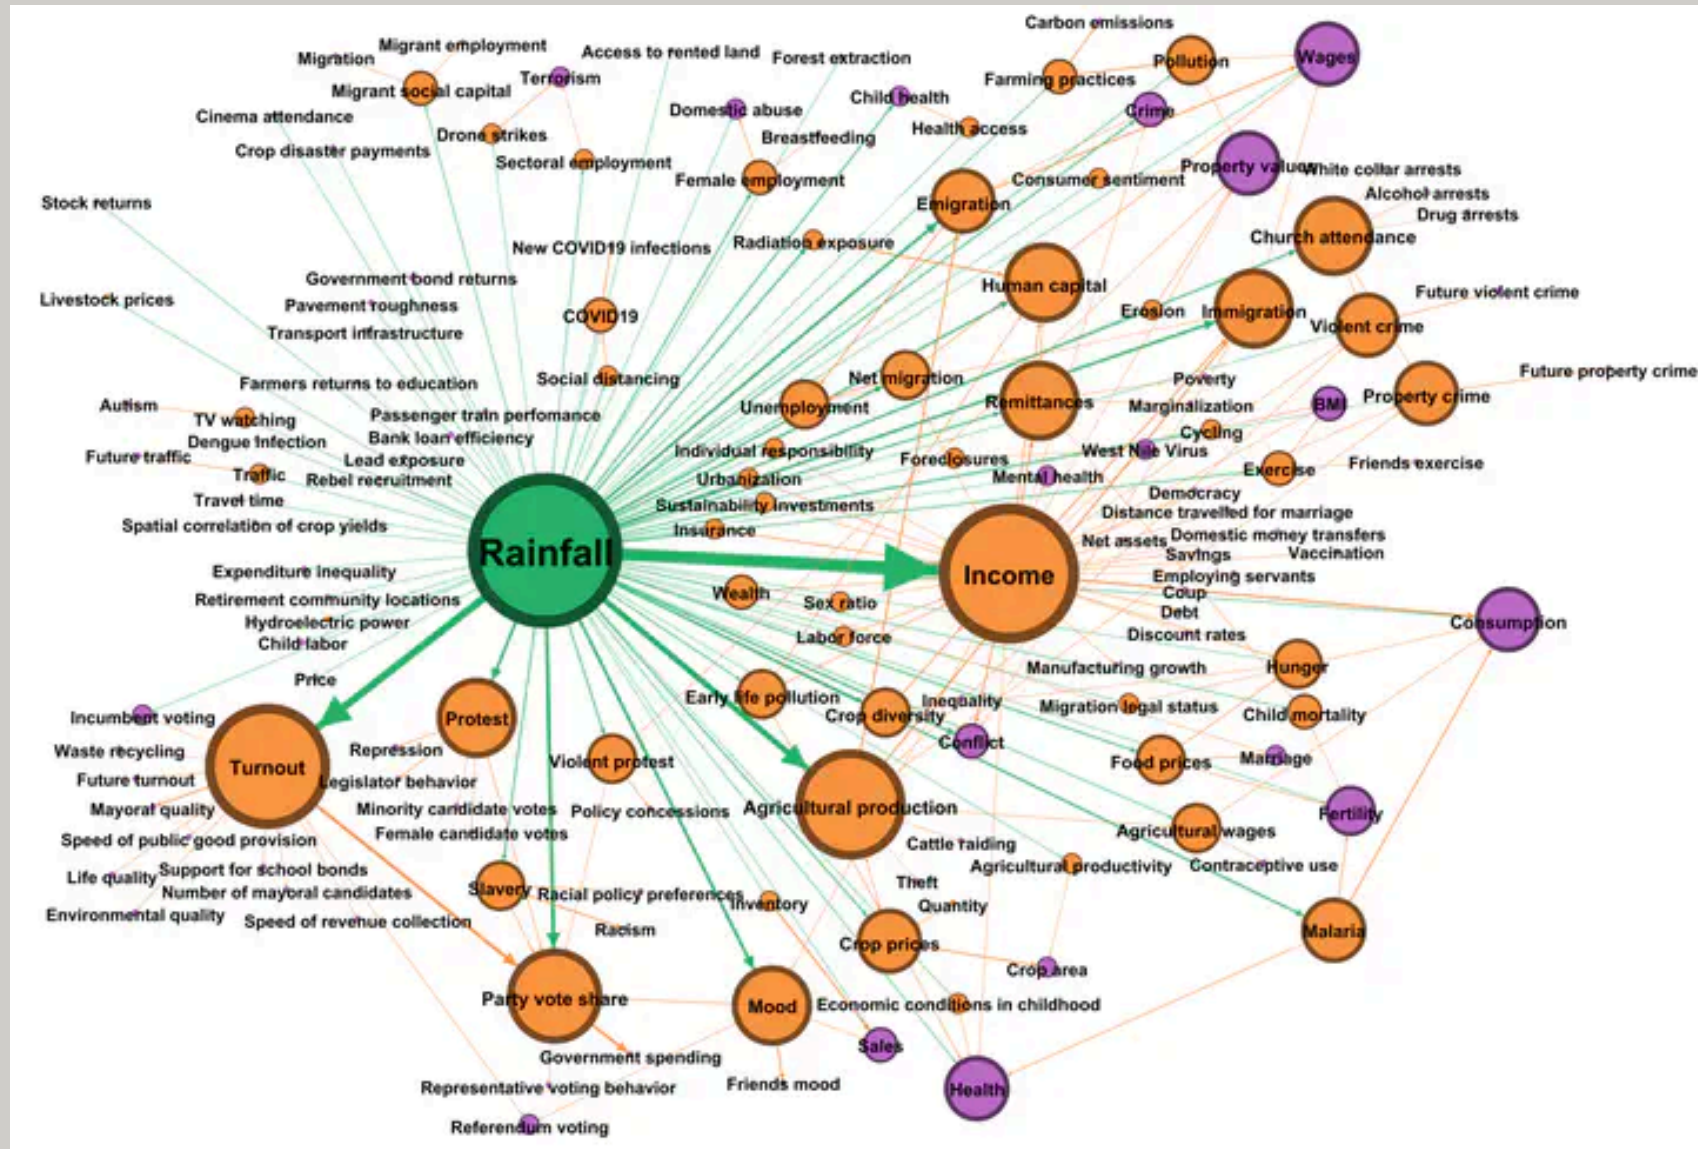 Carbon emissions
Migrant employment
Migration
Access to rented land
Forest extraction
Pollution
Wages
Terrorism
Farming practices
Migrant social capital
Child health
Domestic abuse
Crime
Cinema attendance
Drone strikes
Breastfeeding
Health access
Crop disaster payments
Sectoral employment
Female employment
Consumer sentiment
Property values
White collar arrests
Alcohol arrests
Stock returns
Emigration
Drug arrests
New COVID19 infections
Radiation exposure
Church attendance
Government bond returns
Human capital
Future violent crime
Livestock prices
Pavement roughness
COVID19
Erosion
Immigration
Violent crime
Transport infrastructure
Farmers returns to education
Social distancing
Net migration
Poverty
Future property crime
Autism
TV watching
Passenger train perfomance
Unemployment
Remittances
Marginalization
BMI
Property crime
Dengue Infection
Bank loan efficiency
Cycling
Future traffic
Lead exposure
Individual responsibility
Foreclosures
West Nile Virus
Traffic
Rebel recruitment
Urbanization
Mental health
Exercise
Friends exercise
Travel time
Sustainability investments
Democracy
Spatial correlation of crop yields
Insurance
Distance travelled for marriage
Net assets
Domestic money transfers
Rainfall
Savings
Vaccination
Expenditure inequality
Income
Employing servants
Retirement community locations
Wealth
Sex ratio
Coup
Hydroelectric power
Debt
Consumption
Child labor
Labor force
Discount rates
Price
Manufacturing growth
Hunger
Incumbent voting
Protest
Early life pollution
Crop diversity
Inequality
Migration legal status
Child mortality
Waste recycling
Repression
Conflict
Turnout
Violent protest
Food prices
Marriage
Future turnout
Legislator behavior
Mayoral quality
Minority candidate votes
Policy concessions
Agricultural production
Fertility
Speed of public good provision
Female candidate votes
Agricultural wages
Cattle raiding
Life quality
Support for school bonds
Agricultural productivity
Contraceptive use
Number of mayoral candidates
Slavery
Racial policy preferences
Inventory
Theft
Quantity
Environmental quality
Speed of revenue collection
Racism
Crop prices
Malaria
Crop area
Party vote share
Mood
Economic conditions in childhood
Government spending
Sales
Representative voting behavior
Friends mood
Health
Referendum voting